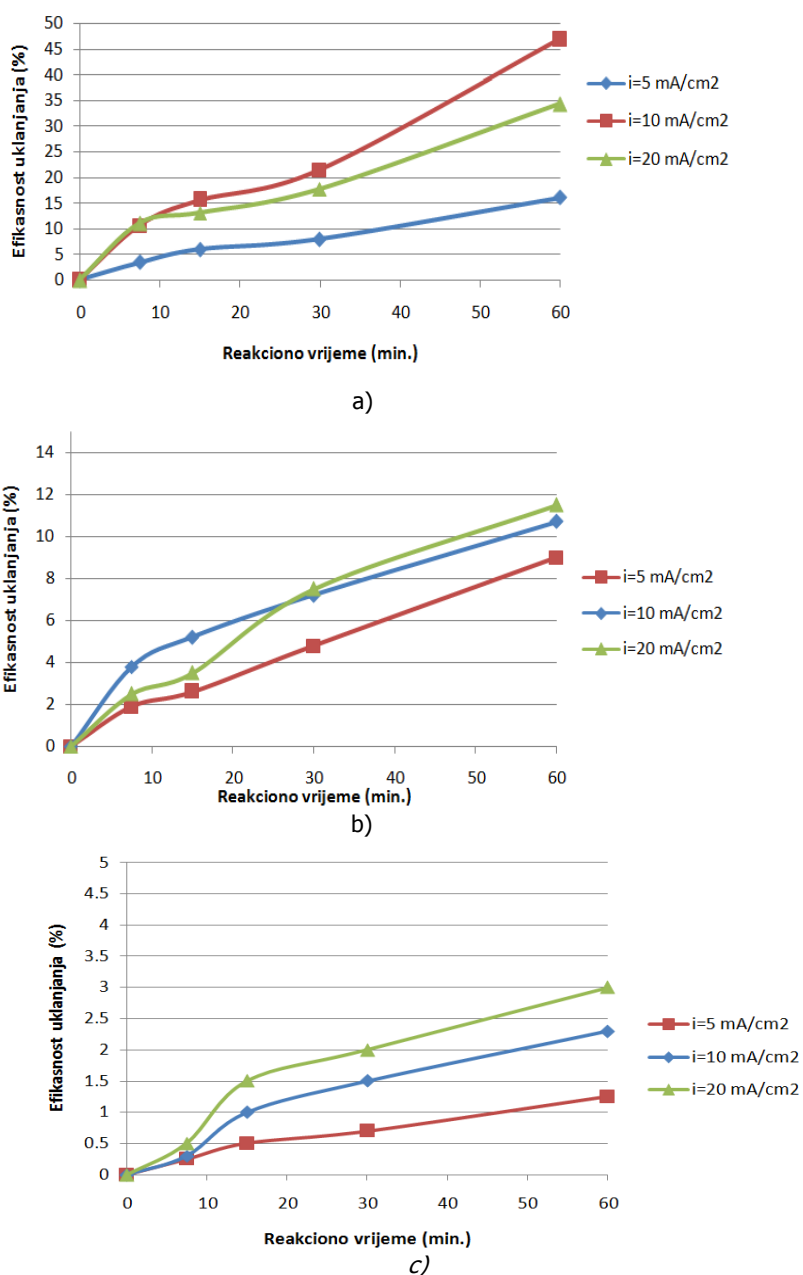 50
45
40
35
30
25
20
15
10
5
0
Efikasnost uklanjanja (%)
0 10 20 30 40 50 60
Reakciono vrijeme (min.)
i=5 mA/cm2
i=10 mA/cm2
i=20 mA/cm2
a)
14
12
10
8
6
4
2
0
Efikasnost uklanjanja (%)
0 10 20 30 40 50 60
Reakciono vrijeme (min.)
i=5 mA/cm2
i=10 mA/cm2
i=20 mA/cm2
b)
5
4.5
4
3.5
3
2.5
2
1.5
1
0.5
0
Efikasnost uklanjanja (%)
0 10 20 30 40 50 60
Reakciono vrijeme (min.)
i=5 mA/cm2
i=10 mA/cm2
i=20 mA/cm2
c)